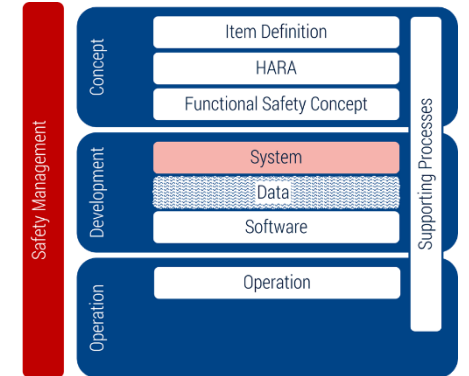 Safety Management
Concept
Item Definition
HARA
Functional Safety Concept
Development
System
Data
Software
Operation
Operation
Supporting Processes